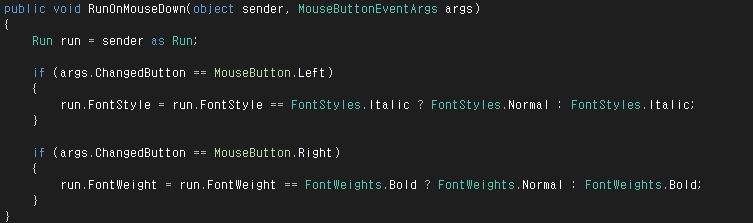 public void RunOnMouseDown(object sender, MouseButtonEventArgs args)
{
    Run run = sender as Run;

    if (args.ChangedButton == MouseButton.Left)
    {
        run.FontStyle = run.FontStyle == FontStyles.Italic ? FontStyles.Normal : FontStyles.Italic;
    }

    if (args.ChangedButton == MouseButton.Right)
    {
        run.FontWeight = run.FontWeight == FontWeights.Bold ? FontWeights.Normal : FontWeights.Bold;
    }
}